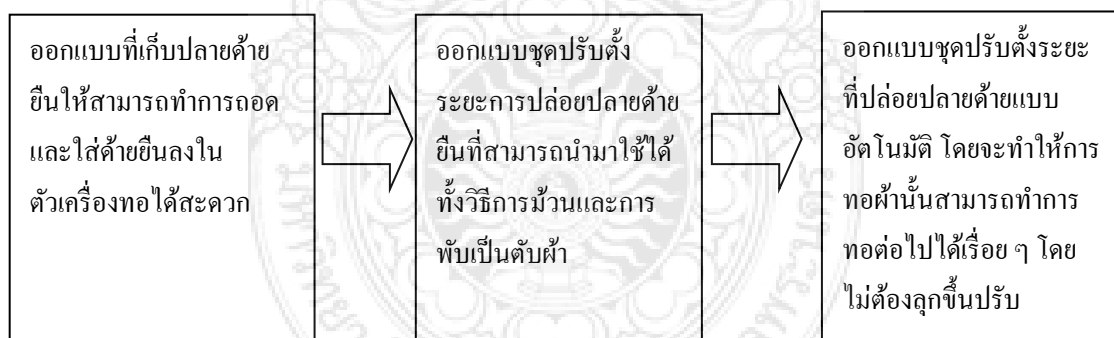 ออกแบบที่เก็บปลายด้าย
ยืนให้สามารถทำการถอด
และใส่ด้ายยืนลงใน
ตัวเครื่องทอได้สะดวก
ออกแบบชุดปรับตั้ง
ระยะการปล่อยปลายด้าย
ยืนที่สามารถนำมาใช้ได้
ทั้งวิธีการม้วนและการ
พับเป็นตับผ้า
ออกแบบชุดปรับตั้งระยะ
ที่ปล่อยปลายด้ายแบบ
อัตโนมัติ โดยจะทำให้การ
ทอผ้านั้นสามารถทำการ
ทอต่อไปได้เรื่อย ๆ โดย
ไม่ต้องลุกขึ้นปรับ